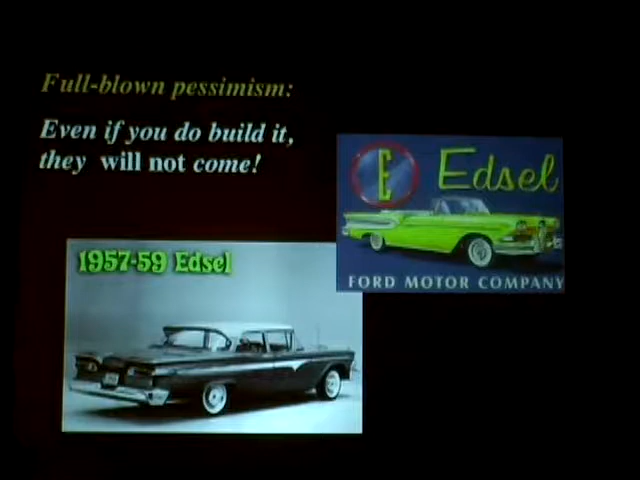 Full-blown pessimism:
Even if you do build it,
they will not come!
E Edsel
FORD MOTOR COMPANY
1957-59 Edsel